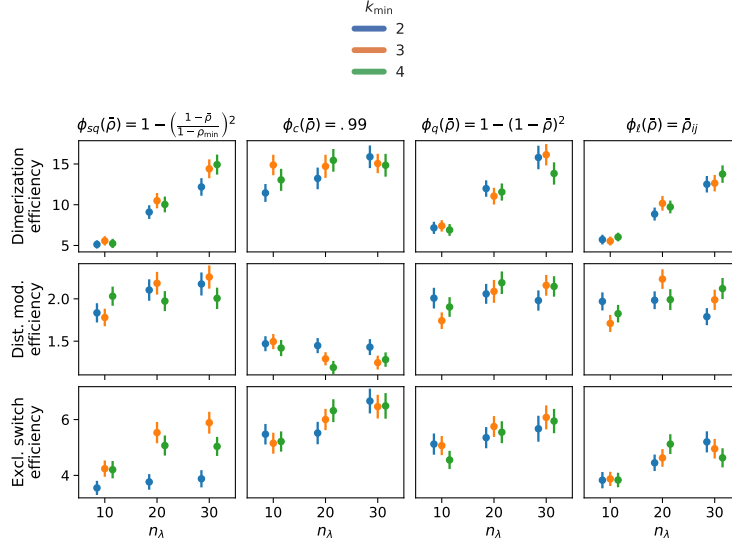 k_min
2
3
4
ϕ_sq(ρ̄) = 1 − ((1−ρ̄)/(1−ρ_min))^2
ϕ_c(ρ̄) = .99
ϕ_q(ρ̄) = 1 − (1 − ρ̄)^2
ϕ_ℓ(ρ̄) = ρ̄_ij
Dimerization
efficiency
15
10
5
Dist. mod.
efficiency
2.0
1.5
Excl. switch
efficiency
6
4
10 20 30
10 20 30
10 20 30
10 20 30
n_λ
n_λ
n_λ
n_λ